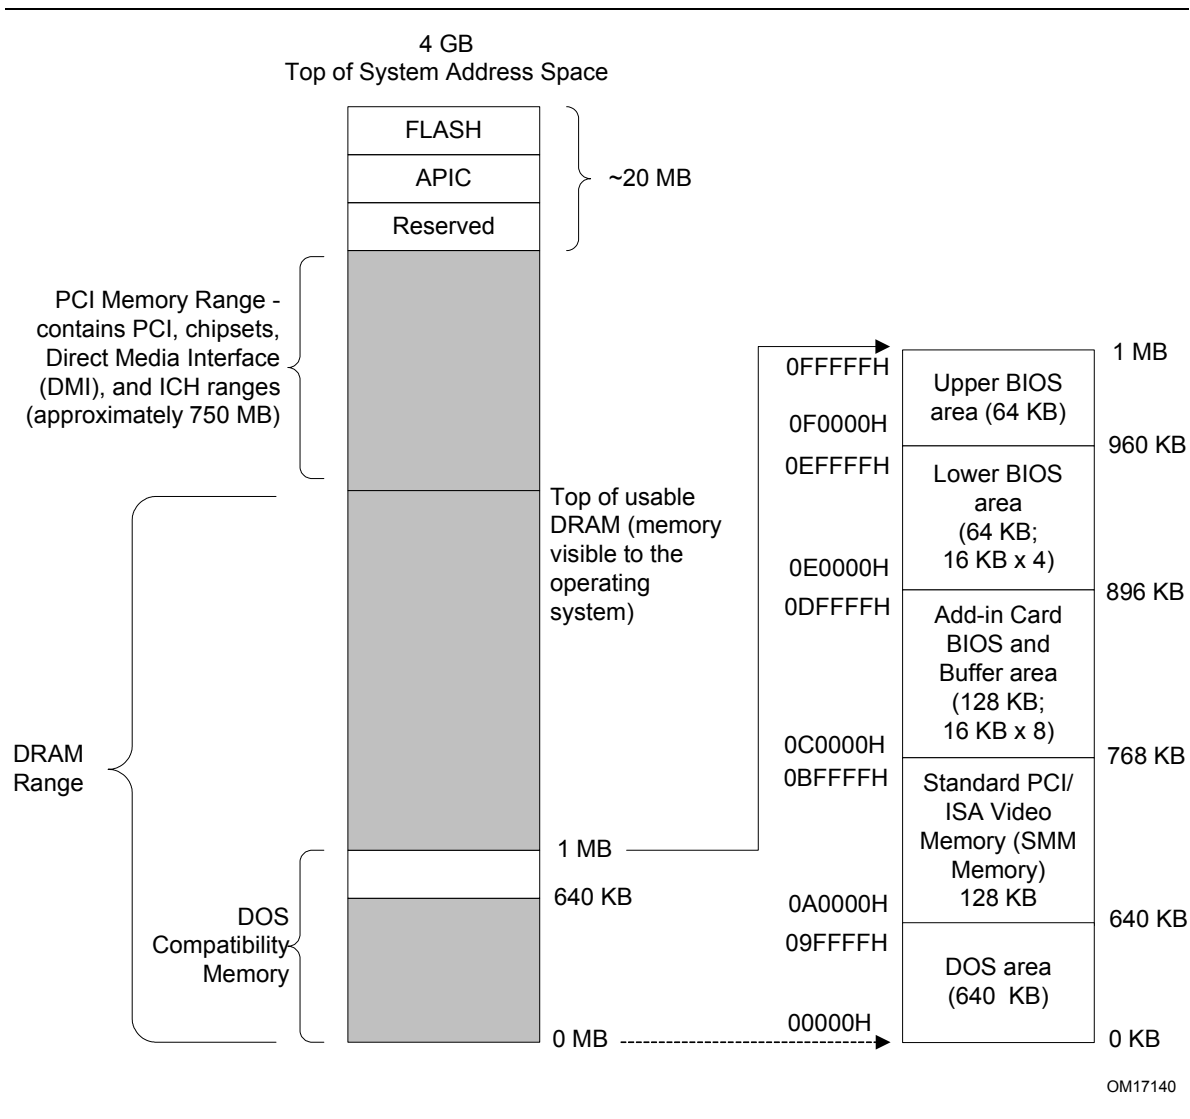 4 GB
Top of System Address Space
FLASH
APIC
Reserved
~20 MB
PCI Memory Range -
contains PCI, chipsets,
Direct Media Interface
(DMI), and ICH ranges
(approximately 750 MB)
Top of usable
DRAM (memory
visible to the
operating
system)
DRAM
Range
1 MB
640 KB
DOS
Compatibility
Memory
0 MB
0FFFFFH
0F0000H
0EFFFFH
0E0000H
0DFFFFH
0C0000H
0BFFFFH
0A0000H
09FFFFH
00000H
Upper BIOS
area (64 KB)
Lower BIOS
area
(64 KB;
16 KB x 4)
Add-in Card
BIOS and
Buffer area
(128 KB;
16 KB x 8)
Standard PCI/
ISA Video
Memory (SMM
Memory)
128 KB
DOS area
(640 KB)
1 MB
960 KB
896 KB
768 KB
640 KB
0 KB
OM17140